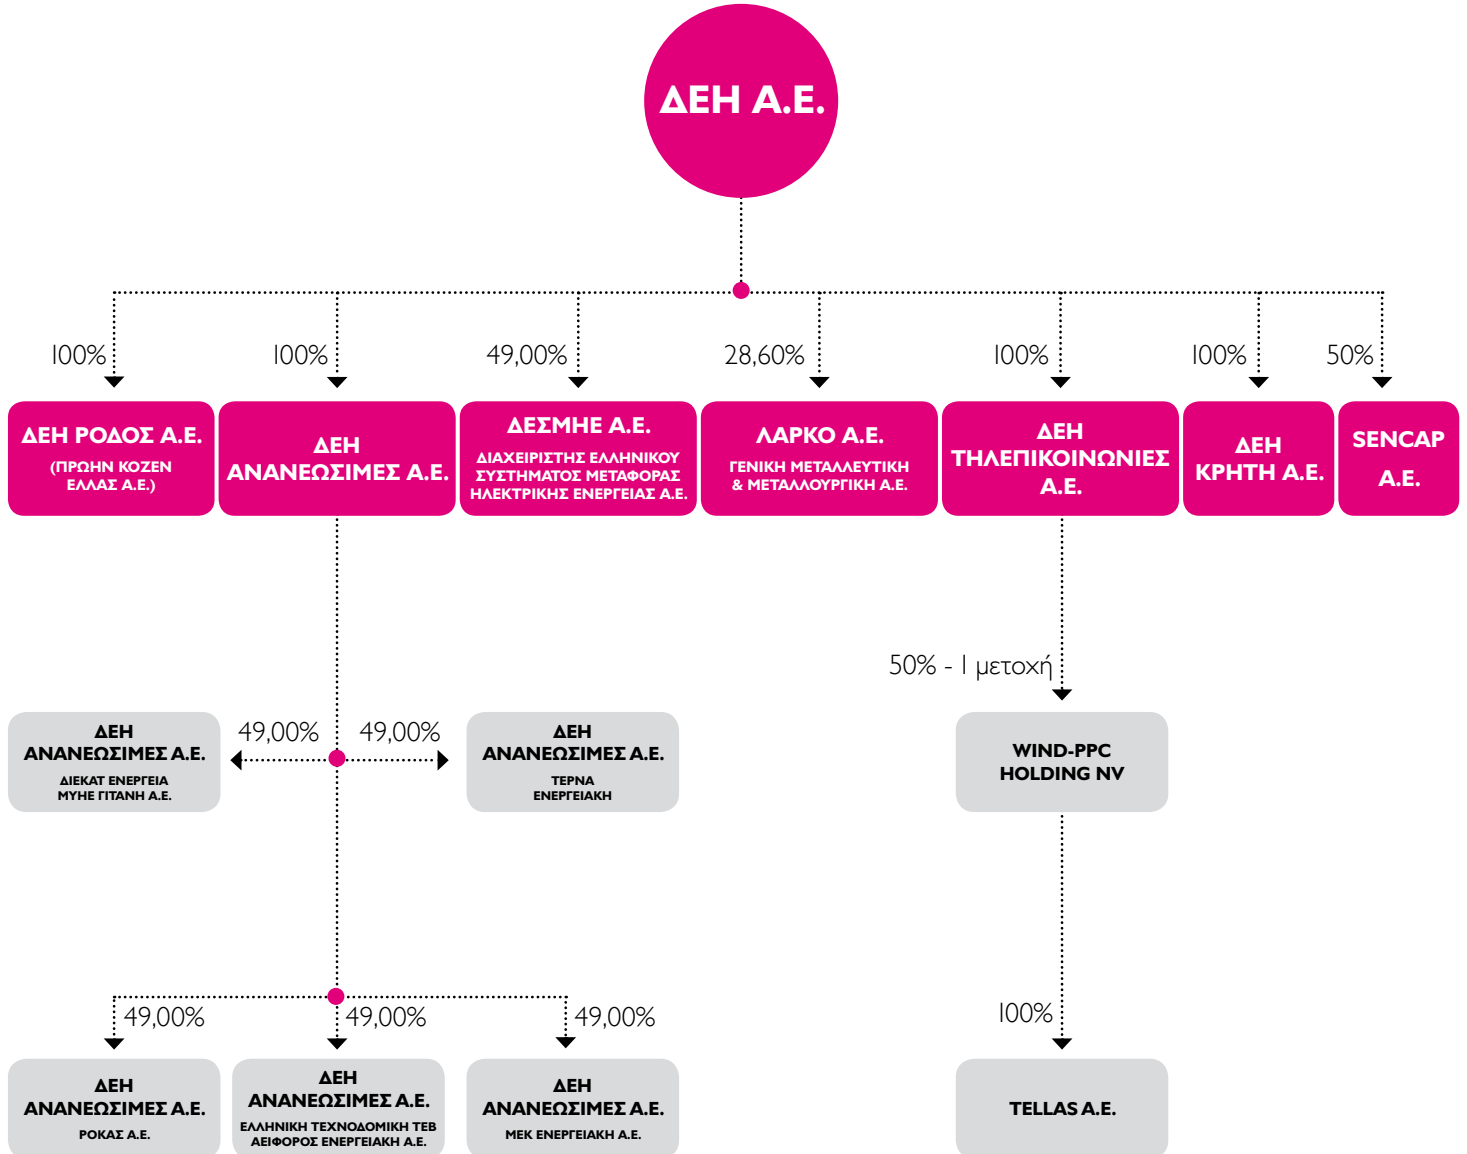 ΔΕΗ Α.Ε.
100%
100%
49,00%
28,60%
100%
100%
50%
ΔΕΗ ΡΟΔΟΣ Α.Ε.
(ΠΡΩΗΝ ΚΟΖΕΝ
ΕΛΛΑΣ Α.Ε.)
ΔΕΗ
ΑΝΑΝΕΩΣΙΜΕΣ Α.Ε.
ΔΕΣΜΗΕ Α.Ε.
ΔΙΑΧΕΙΡΙΣΤΗΣ ΕΛΛΗΝΙΚΟΥ
ΣΥΣΤΗΜΑΤΟΣ ΜΕΤΑΦΟΡΑΣ
ΗΛΕΚΤΡΙΚΗΣ ΕΝΕΡΓΕΙΑΣ Α.Ε.
ΛΑΡΚΟ Α.Ε.
ΓΕΝΙΚΗ ΜΕΤΑΛΛΕΥΤΙΚΗ
& ΜΕΤΑΛΛΟΥΡΓΙΚΗ Α.Ε.
ΔΕΗ
ΤΗΛΕΠΙΚΟΙΝΩΝΙΕΣ
Α.Ε.
ΔΕΗ
ΚΡΗΤΗ Α.Ε.
SENCAP
Α.Ε.
50% - 1 μετοχή
49,00%
49,00%
ΔΕΗ
ΑΝΑΝΕΩΣΙΜΕΣ Α.Ε.
ΔΙΕΚΑΤ ΕΝΕΡΓΕΙΑ
ΜΥΗΕ ΓΙΤΑΝΗ Α.Ε.
ΔΕΗ
ΑΝΑΝΕΩΣΙΜΕΣ Α.Ε.
ΤΕΡΝΑ
ΕΝΕΡΓΕΙΑΚΗ
WIND-PPC
HOLDING NV
49,00%
49,00%
49,00%
100%
ΔΕΗ
ΑΝΑΝΕΩΣΙΜΕΣ Α.Ε.
ΡΟΚΑΣ Α.Ε.
ΔΕΗ
ΑΝΑΝΕΩΣΙΜΕΣ Α.Ε.
ΕΛΛΗΝΙΚΗ ΤΕΧΝΟΔΟΜΙΚΗ ΤΕΒ
ΑΕΙΦΟΡΟΣ ΕΝΕΡΓΕΙΑΚΗ Α.Ε.
ΔΕΗ
ΑΝΑΝΕΩΣΙΜΕΣ Α.Ε.
ΜΕΚ ΕΝΕΡΓΕΙΑΚΗ Α.Ε.
TELLAS Α.Ε.